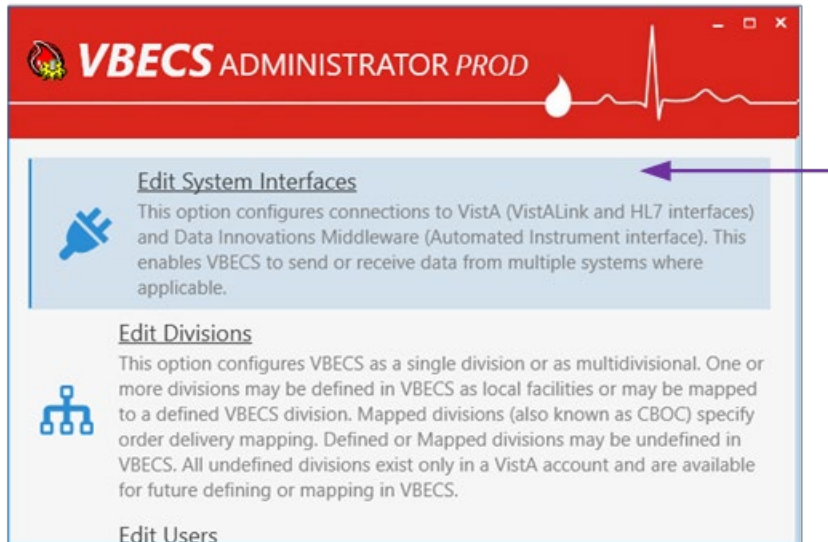 VBECS ADMINISTRATOR PROD
Edit System Interfaces
This option configures connections to VistA (VistALink and HL7 interfaces)
and Data Innovations Middleware (Automated Instrument interface). This
enables VBECS to send or receive data from multiple systems where
applicable.
Edit Divisions
This option configures VBECS as a single division or as multidivisional. One or
more divisions may be defined in VBECS as local facilities or may be mapped
to a defined VBECS division. Mapped divisions (also known as CBOC) specify
order delivery mapping. Defined or Mapped divisions may be undefined in
VBECS. All undefined divisions exist only in a VistA account and are available
for future defining or mapping in VBECS.
Edit Users